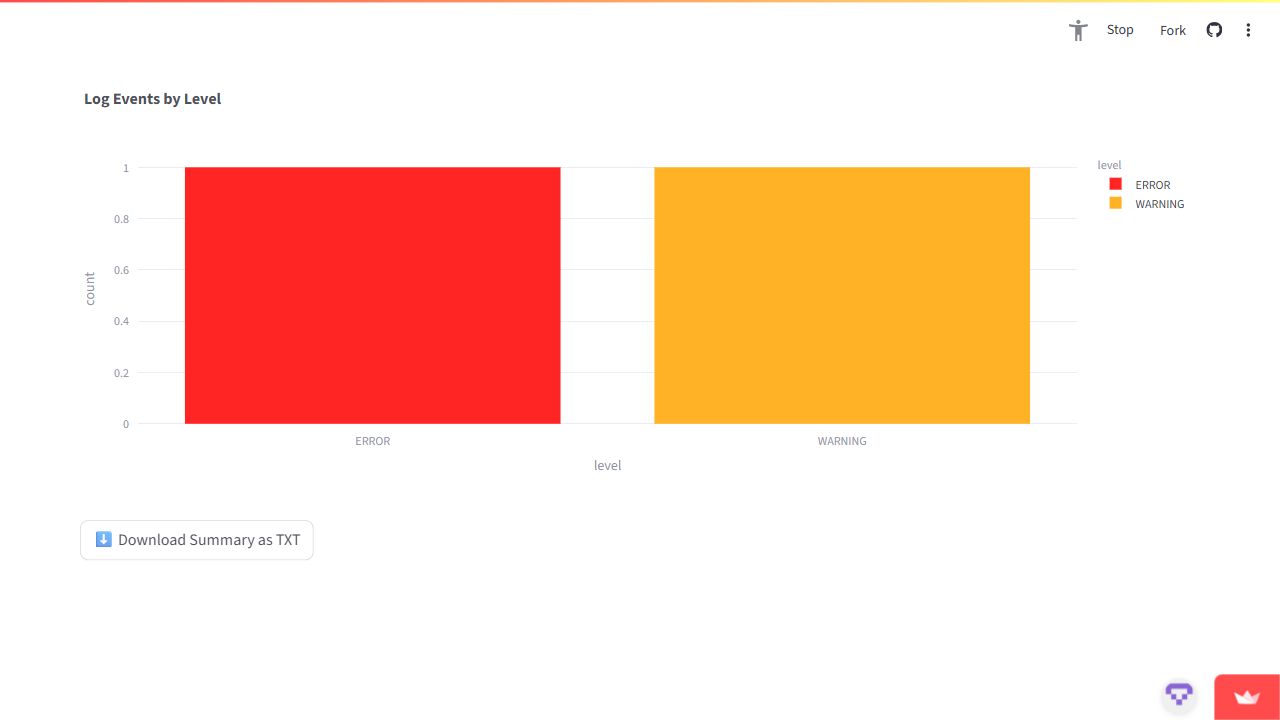 Stop Fork
Log Events by Level
level
ERROR
WARNING
1
0.8
0.6
0.4
0.2
0
count
ERROR WARNING
level
Download Summary as TXT